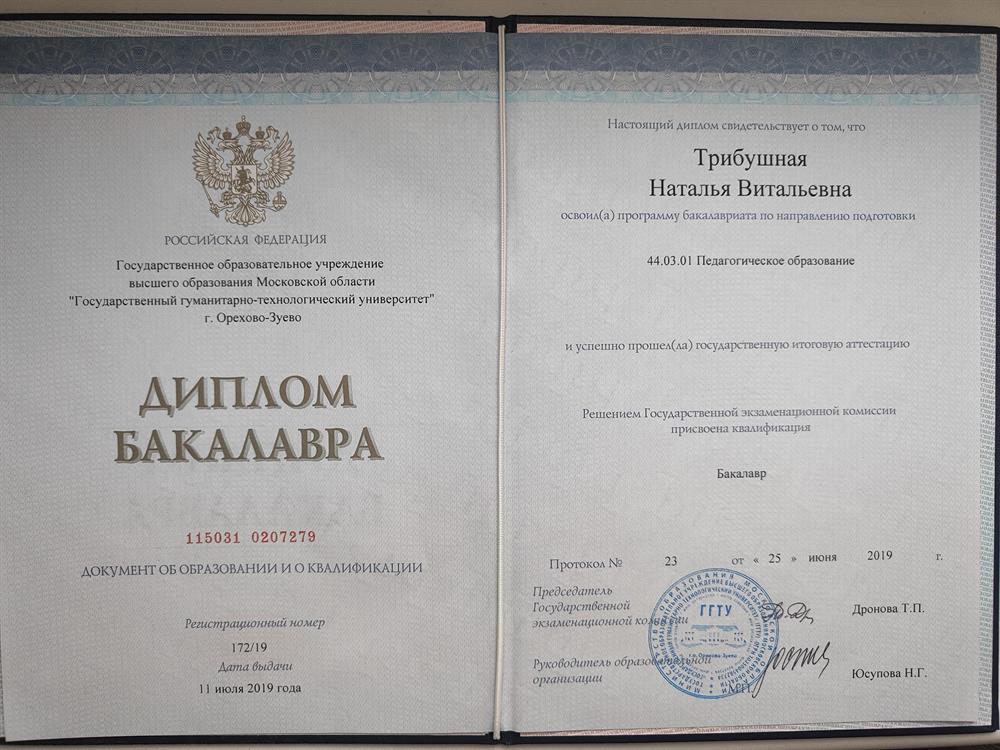 РОССИЙСКАЯ ФЕДЕРАЦИЯ
Государственное образовательное учреждение
высшего образования Московской области
"Государственный гуманитарно-технологический университет"
г. Орехово-Зуево
ДИПЛОМ
БАКАЛАВРА
115031 0207279
ДОКУМЕНТ ОБ ОБРАЗОВАНИИ И О КВАЛИФИКАЦИИ
Регистрационный номер
172/19
Дата выдачи
11 июля 2019 года
Настоящий диплом свидетельствует о том, что
Трибушная
Наталья Витальевна
освоил(а) программу бакалавриата по направлению подготовки
44.03.01 Педагогическое образование
и успешно прошел(ла) государственную итоговую аттестацию
Решением Государственной экзаменационной комиссии
присвоена квалификация
Бакалавр
Протокол № 23 от « 25 » июня 2019 г.
Председатель
Государственной
экзаменационной комиссии
Дронова Т.П.
Руководитель образовательной
организации
Юсупова Н.Г.
М.П.
ГГТУ
г.о. Орехово-Зуево